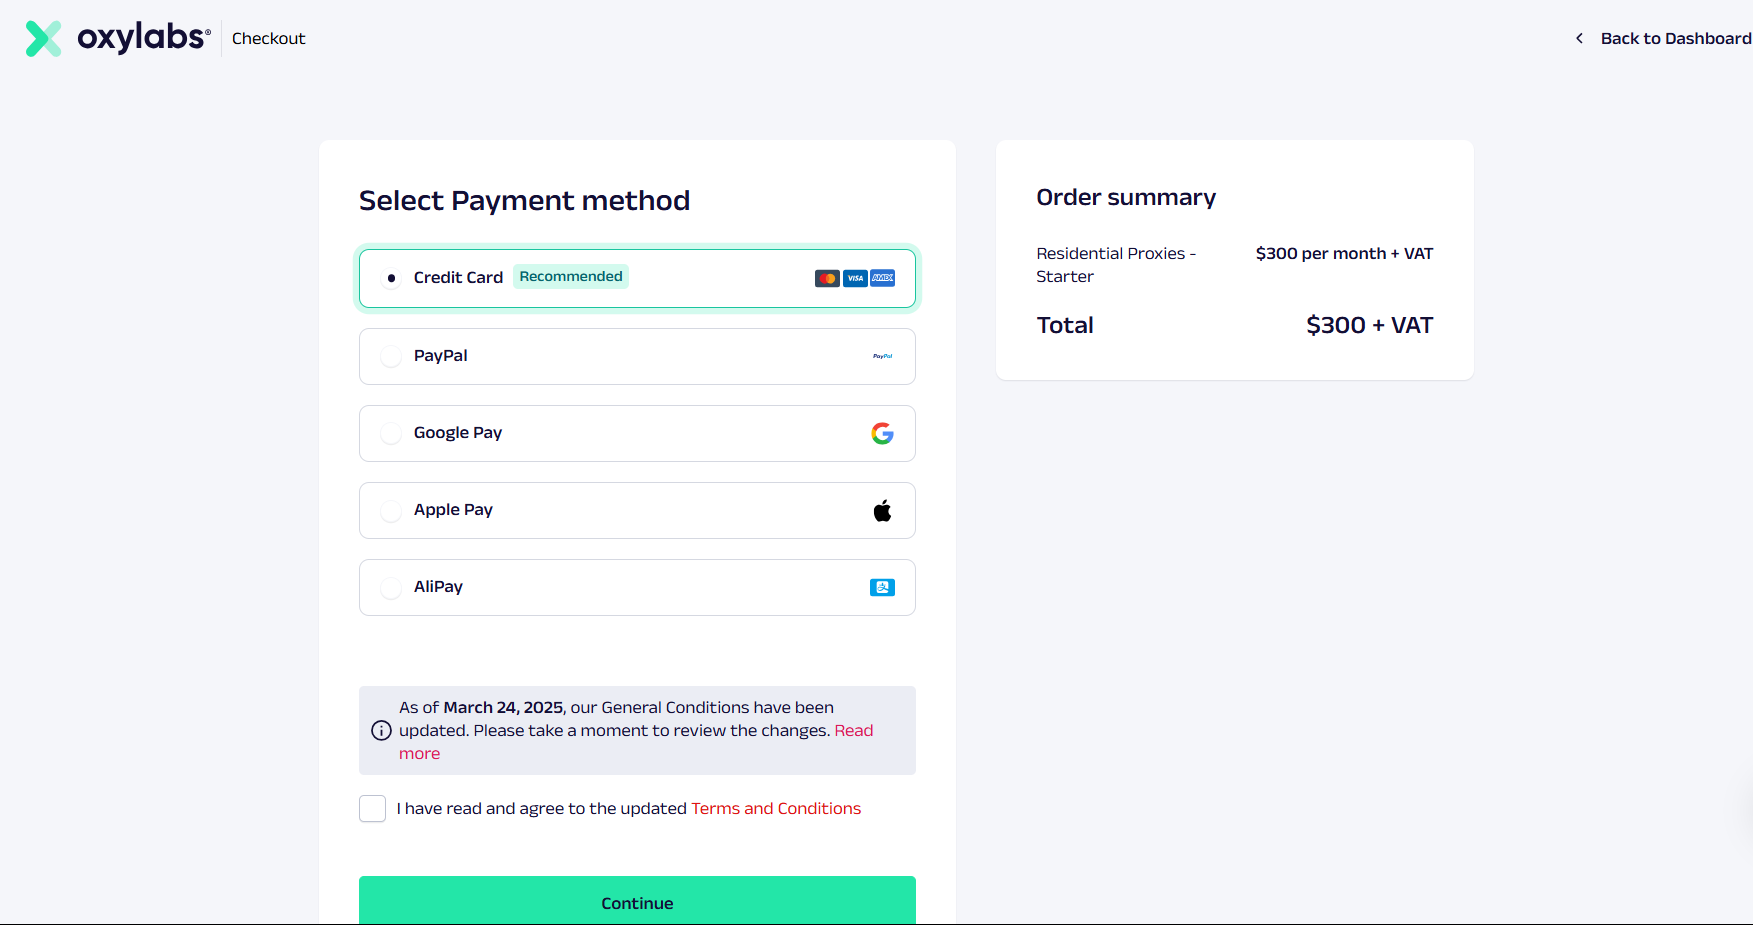 oxylabs®
Checkout
Back to Dashboard
Select Payment method
Credit Card
Recommended
VISA
AMEX
PayPal
PayPal
Google Pay
Apple Pay
AliPay
As of March 24, 2025, our General Conditions have been
updated. Please take a moment to review the changes. Read
more
I have read and agree to the updated Terms and Conditions
Continue
Order summary
Residential Proxies -
Starter
$300 per month + VAT
Total
$300 + VAT